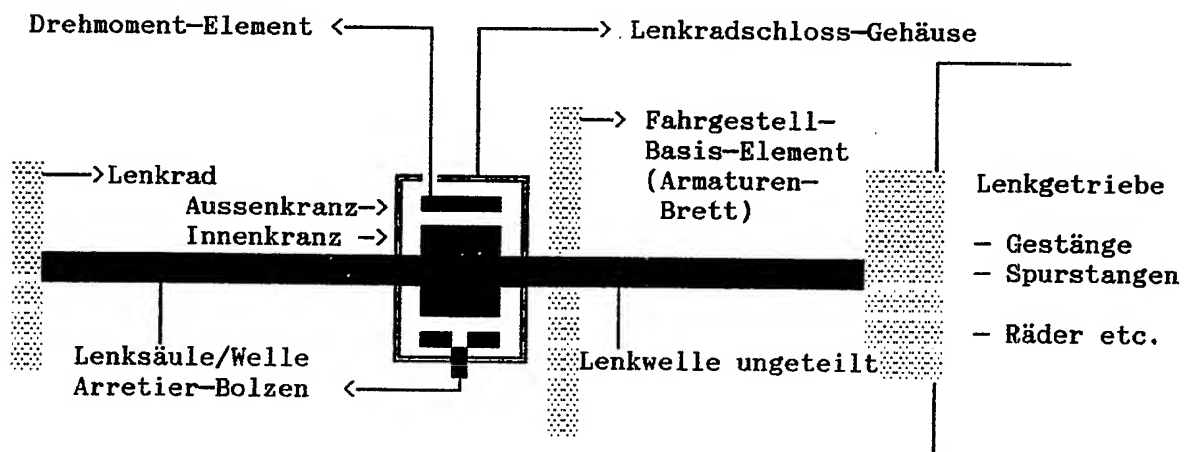 Drehmoment-Element <
> Lenkradschloss-Gehäuse
> Fahrgestell-
Basis-Element
(Armaturen-
Brett)
>Lenkrad
Aussenkranz->
Innenkranz ->
Lenkgetriebe
- Gestänge
- Spurstangen
- Räder etc.
Lenksäule/Welle
Arretier-Bolzen <
Lenkwelle ungeteilt